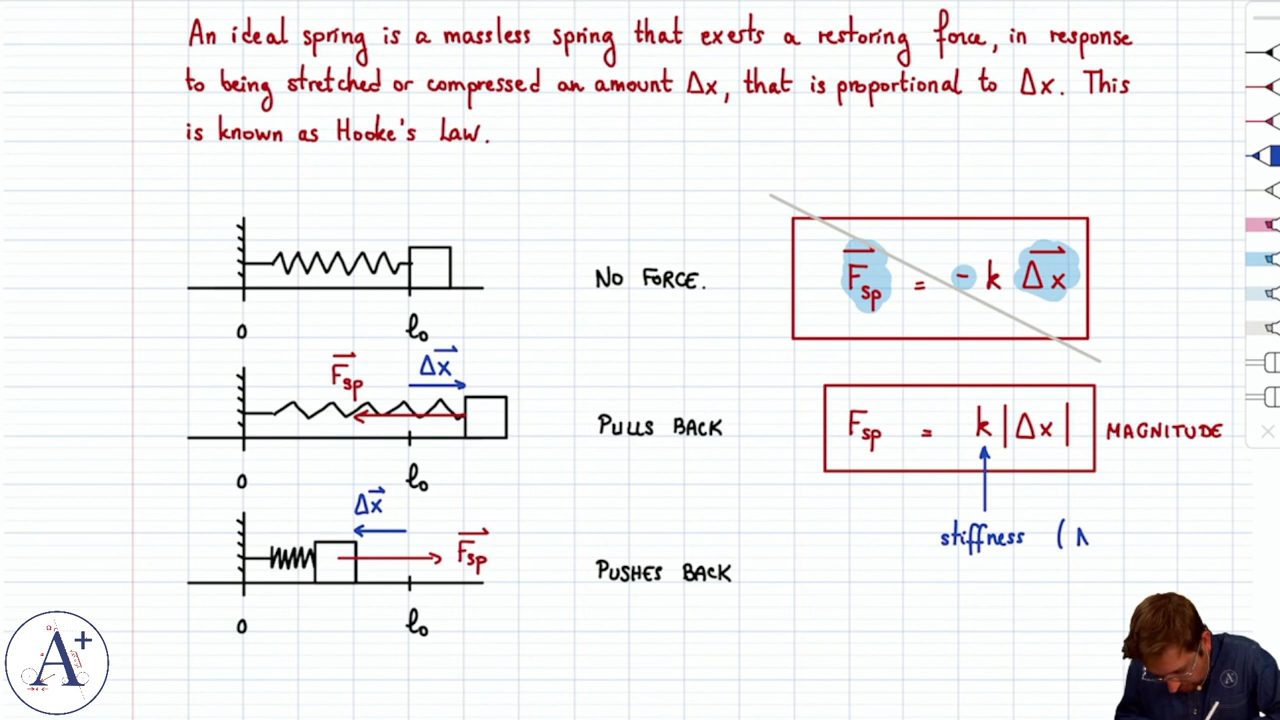 An ideal spring is a massless spring that exerts a restoring force, in response
to being stretched or compressed an amount Δx, that is proportional to Δx. This
is known as Hooke's Law.
NO FORCE.
F⃗sp = - k Δx⃗
0 l₀
F⃗sp Δx⃗
PULLS BACK
Fsp = k |Δx| MAGNITUDE
0 l₀
Δx⃗
stiffness (
F⃗sp
PUSHES BACK
0 l₀
A+